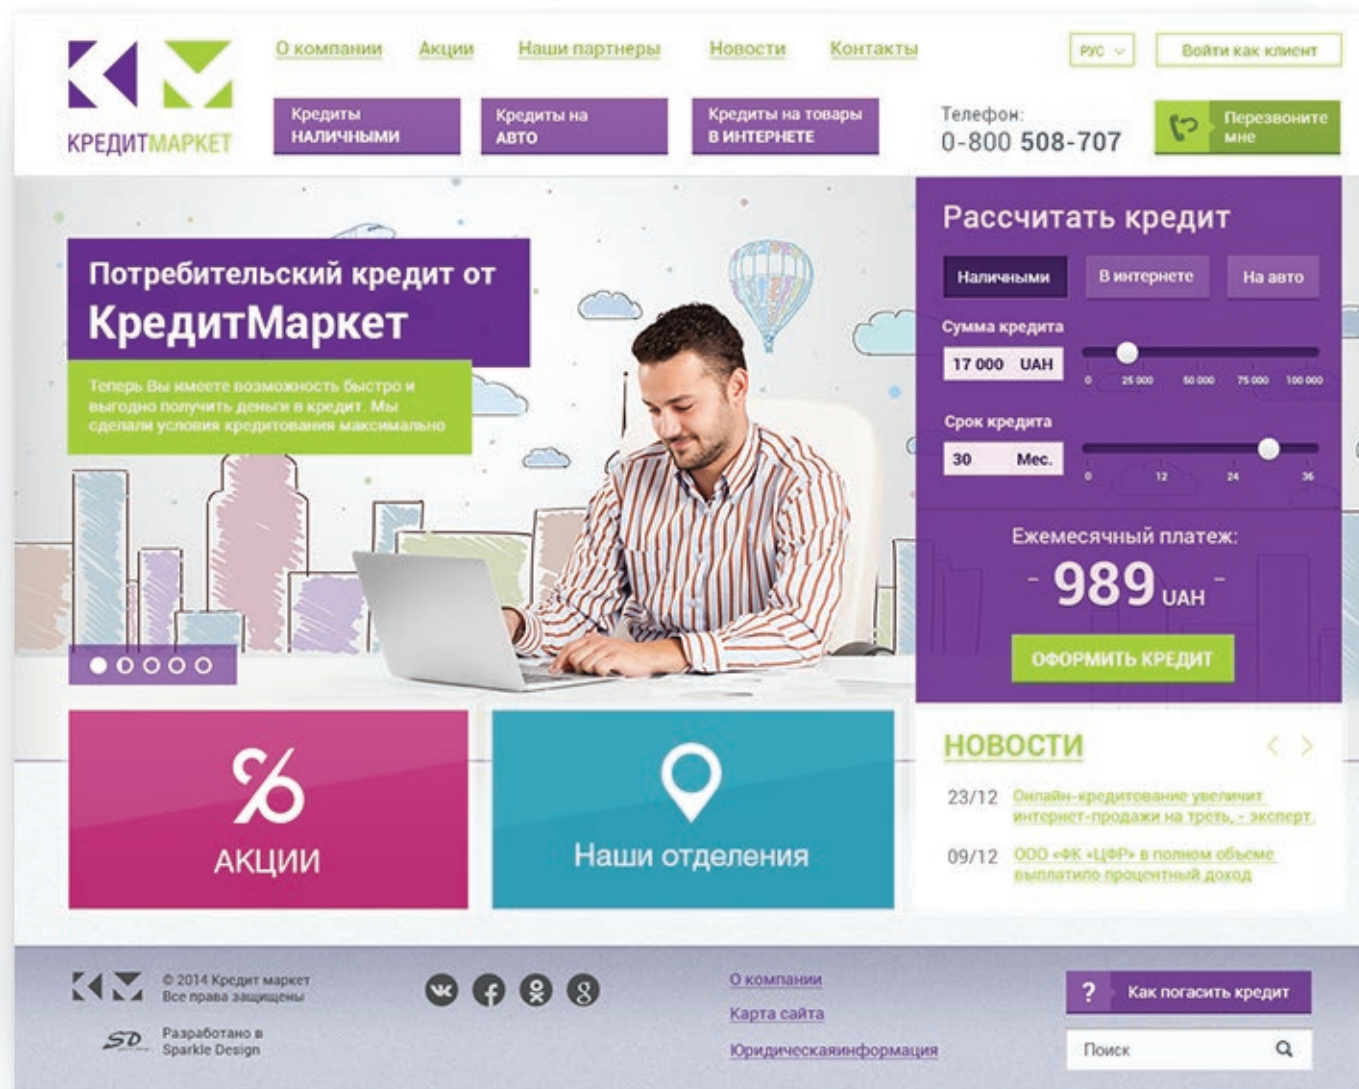 О компании
Акции
Наши партнеры
Новости
Контакты
РУС
Войти как клиент
КРЕДИТМАРКЕТ
Кредиты
НАЛИЧНЫМИ
Кредиты на
АВТО
Кредиты на товары
В ИНТЕРНЕТЕ
Телефон:
0-800 508-707
Перезвоните
мне
Потребительский кредит от
КредитМаркет
Теперь Вы имеете возможность быстро и
выгодно получить деньги в кредит. Мы
сделали условия кредитования максимально
Рассчитать кредит
Наличными
В интернете
На авто
Сумма кредита
17 000 UAH
0 25 000 50 000 75 000 100 000
Срок кредита
30 Мес.
0 12 24 36
Ежемесячный платеж:
- 989 UAH -
ОФОРМИТЬ КРЕДИТ
АКЦИИ
Наши отделения
НОВОСТИ
23/12 Онлайн-кредитование увеличит
интернет-продажи на треть, - эксперт.
09/12 ООО «ФК «ЦФР» в полном объеме
выплатило процентный доход
© 2014 Кредит маркет
Все права защищены
SD
Разработано в
Sparkle Design
О компании
Карта сайта
Юридическаяинформация
? Как погасить кредит
Поиск